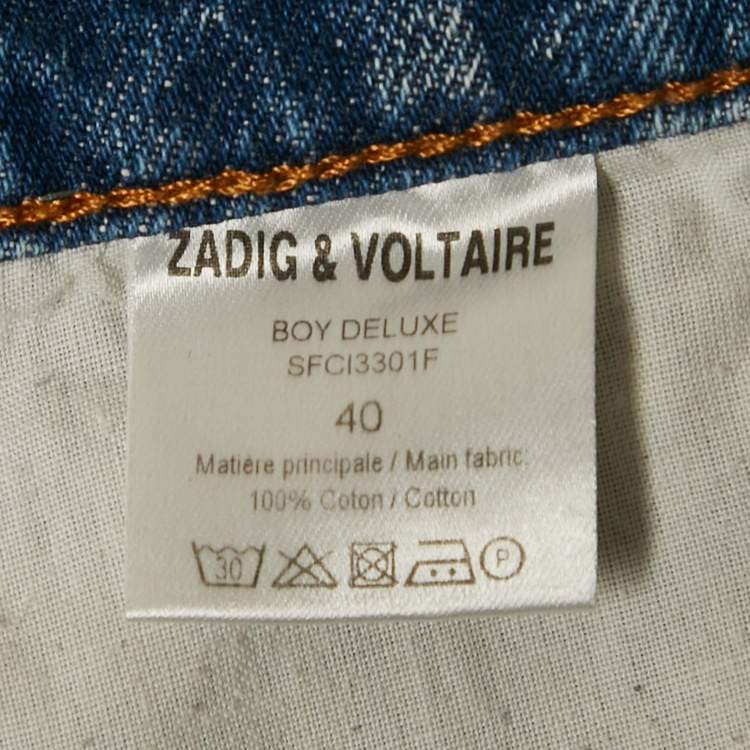 ZADIG & VOLTAIRE
BOY DELUXE
SFCI3301F
40
Matière principale / Main fabric:
100% Coton / Cotton
30 P